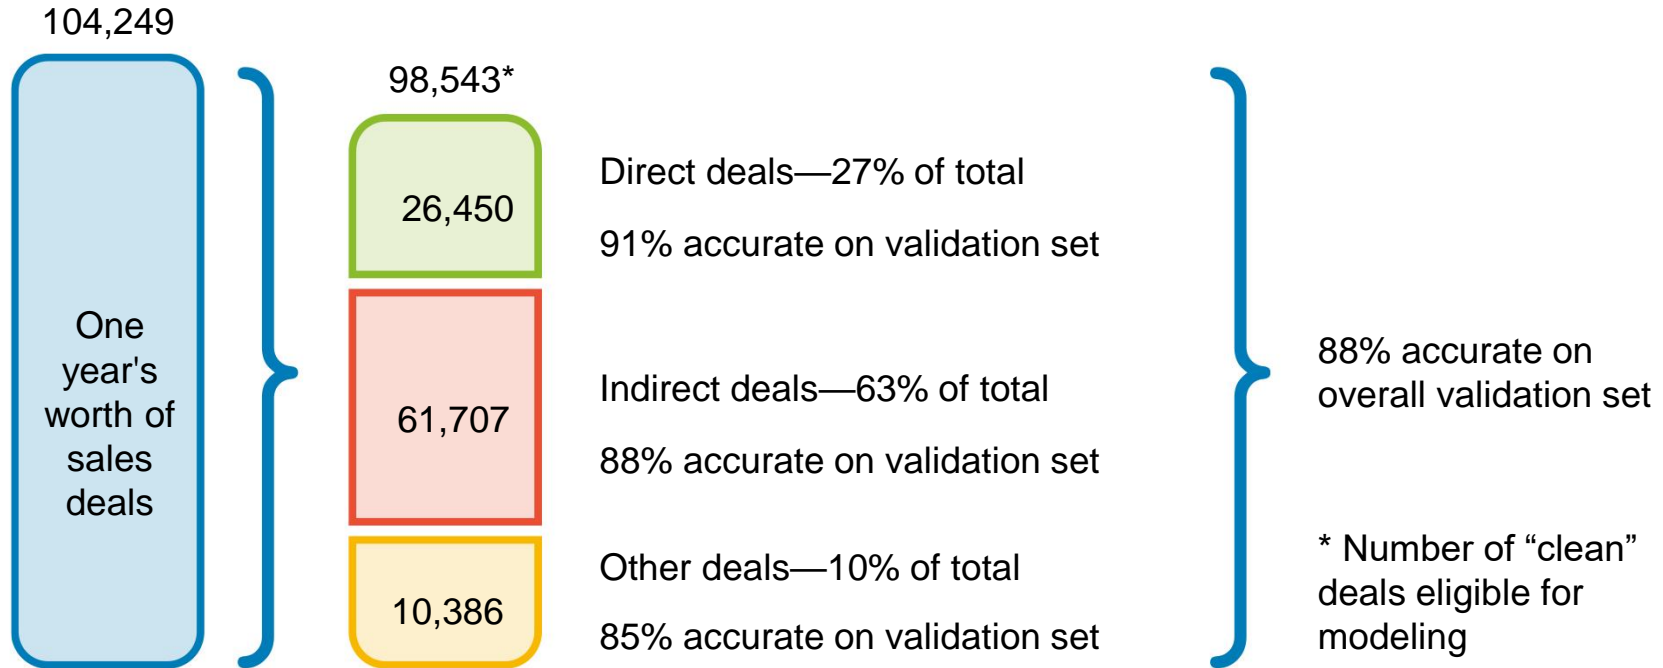 104,249
One
year's
worth of
sales
deals
98,543*
26,450
Direct deals—27% of total
91% accurate on validation set
61,707
Indirect deals—63% of total
88% accurate on validation set
10,386
Other deals—10% of total
85% accurate on validation set
88% accurate on
overall validation set
* Number of “clean”
deals eligible for
modeling